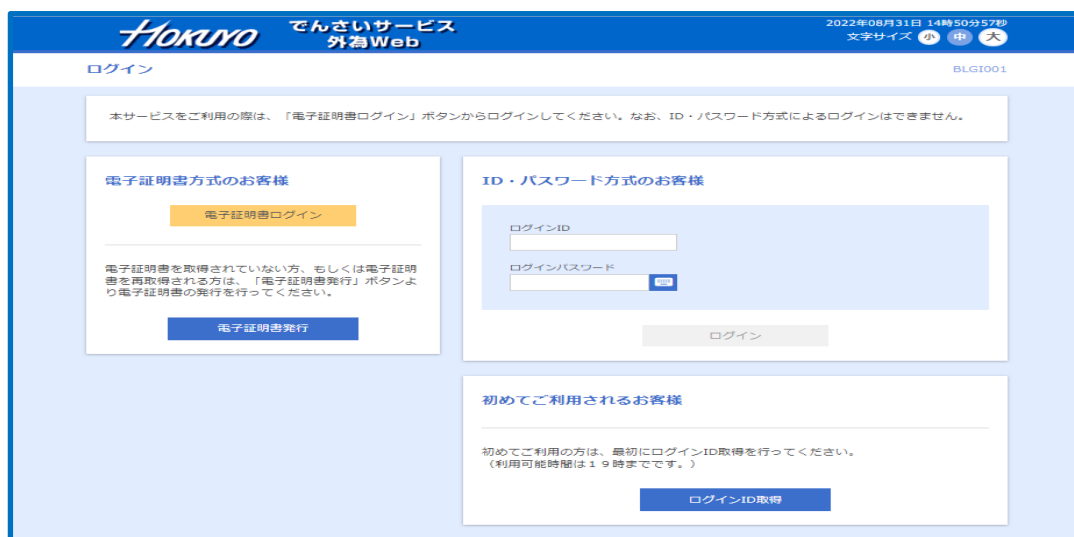 HOKUYO
でんさいサービス
外為Web
2022年08月31日 14時50分57秒
文字サイズ 小 中 大
ログイン
BLGI001
本サービスをご利用の際は、「電子証明書ログイン」ボタンからログインしてください。なお、ID・パスワード方式によるログインはできません。
電子証明書方式のお客様
電子証明書ログイン
電子証明書を取得されていない方、もしくは電子証明
書を再取得される方は、「電子証明書発行」ボタンよ
り電子証明書の発行を行ってください。
電子証明書発行
ID・パスワード方式のお客様
ログインID
ログインパスワード
ログイン
初めてご利用されるお客様
初めてご利用の方は、最初にログインID取得を行ってください。
（利用可能時間は１９時までです。）
ログインID取得